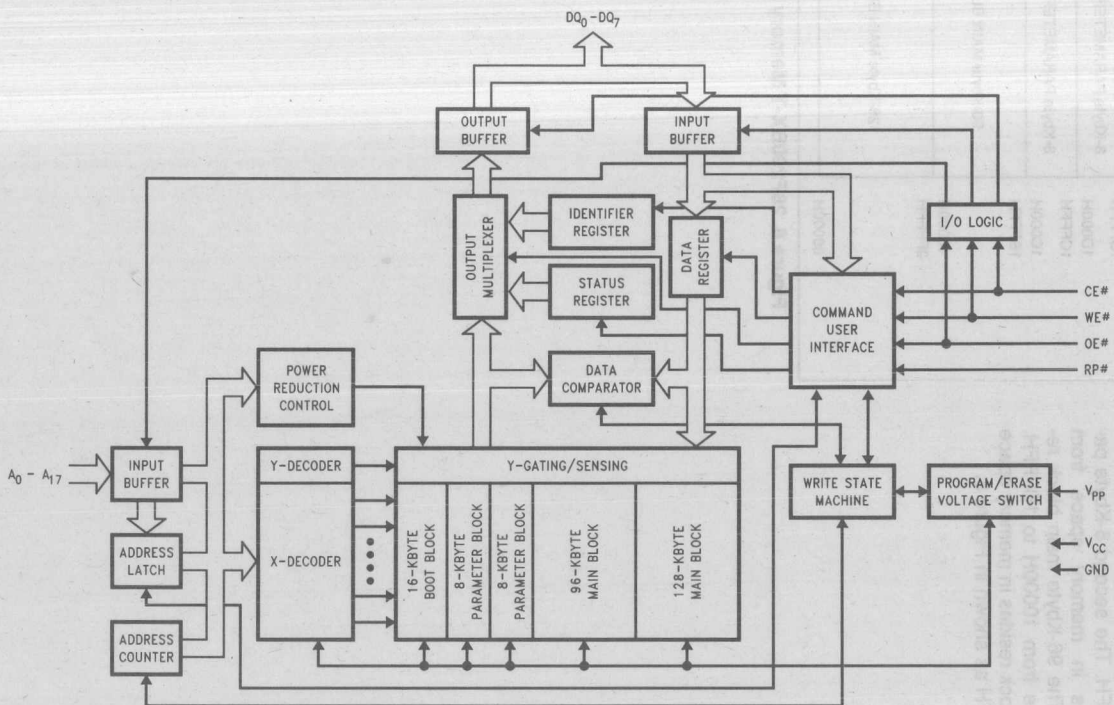 DQ0-DQ7
OUTPUT
BUFFER
INPUT
BUFFER
OUTPUT
MULTIPLEXER
IDENTIFIER
REGISTER
DATA
REGISTER
I/O LOGIC
STATUS
REGISTER
COMMAND
USER
INTERFACE
CE#
WE#
OE#
RP#
POWER
REDUCTION
CONTROL
DATA
COMPARATOR
A0 - A17
INPUT
BUFFER
Y-DECODER
Y-GATING/SENSING
WRITE STATE
MACHINE
PROGRAM/ERASE
VOLTAGE SWITCH
VPP
VCC
GND
ADDRESS
LATCH
X-DECODER
16-KBYTE
BOOT BLOCK
8-KBYTE
PARAMETER BLOCK
8-KBYTE
PARAMETER BLOCK
96-KBYTE
MAIN BLOCK
128-KBYTE
MAIN BLOCK
ADDRESS
COUNTER